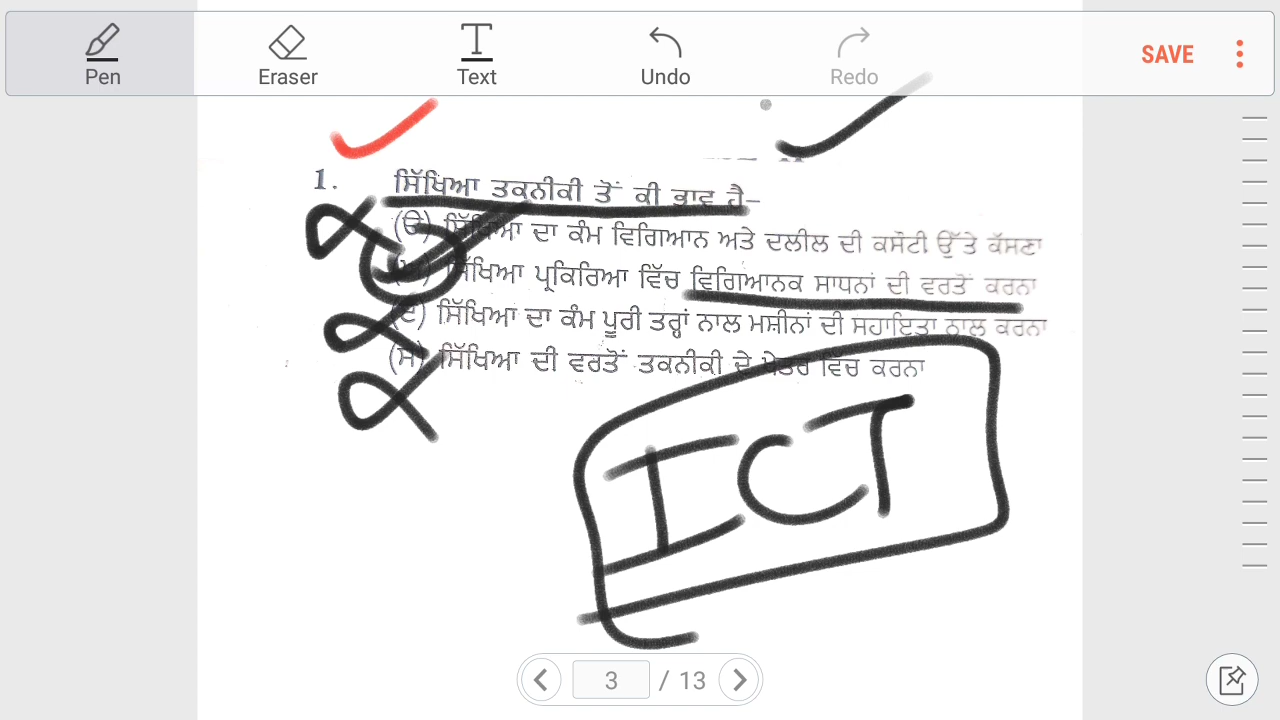 Pen Eraser Text Undo Redo SAVE
1. ਸਿੱਖਿਆ ਤਕਨੀਕੀ ਤੋਂ ਕੀ ਭਾਵ ਹੈ–
(ੳ) ਸਿੱਖਿਆ ਦਾ ਕੰਮ ਵਿਗਿਆਨ ਅਤੇ ਦਲੀਲ ਦੀ ਕਸੌਟੀ ਉੱਤੇ ਕੱਸਣਾ
ਸਿੱਖਿਆ ਪ੍ਰਕਿਰਿਆ ਵਿੱਚ ਵਿਗਿਆਨਕ ਸਾਧਨਾਂ ਦੀ ਵਰਤੋਂ ਕਰਨਾ
(ੲ) ਸਿੱਖਿਆ ਦਾ ਕੰਮ ਪੂਰੀ ਤਰ੍ਹਾਂ ਨਾਲ ਮਸ਼ੀਨਾਂ ਦੀ ਸਹਾਇਤਾ ਨਾਲ ਕਰਨਾ
(ਸ) ਸਿੱਖਿਆ ਦੀ ਵਰਤੋਂ ਤਕਨੀਕੀ ਦੇ ਖੇਤਰ ਵਿੱਚ ਕਰਨਾ
ICT
3 / 13